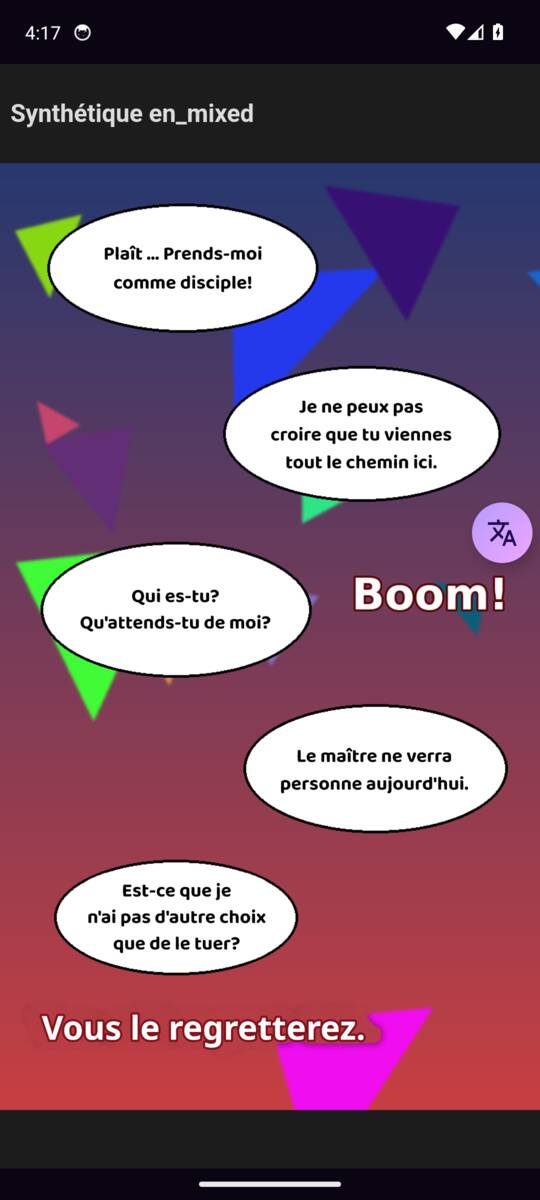 4:17
Synthétique en_mixed
Plaît ... Prends-moi
comme disciple!
Je ne peux pas
croire que tu viennes
tout le chemin ici.
Qui es-tu?
Qu'attends-tu de moi?
Boom!
Le maître ne verra
personne aujourd'hui.
Est-ce que je
n'ai pas d'autre choix
que de le tuer?
Vous le regretterez.